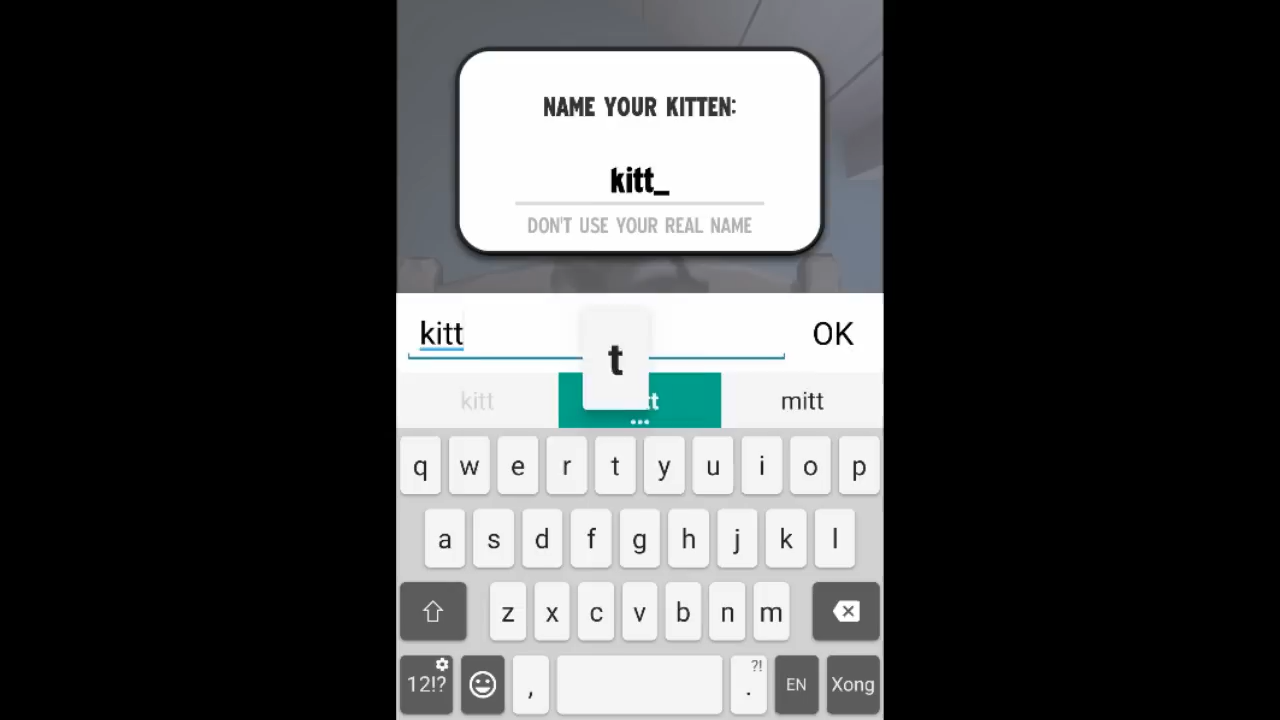 NAME YOUR KITTEN:
kitt_
DON'T USE YOUR REAL NAME
kitt
OK
t
kitt
mitt
q w e r t y u i o p
a s d f g h j k l
z x c v b n m
12!? , ?! . EN Xong